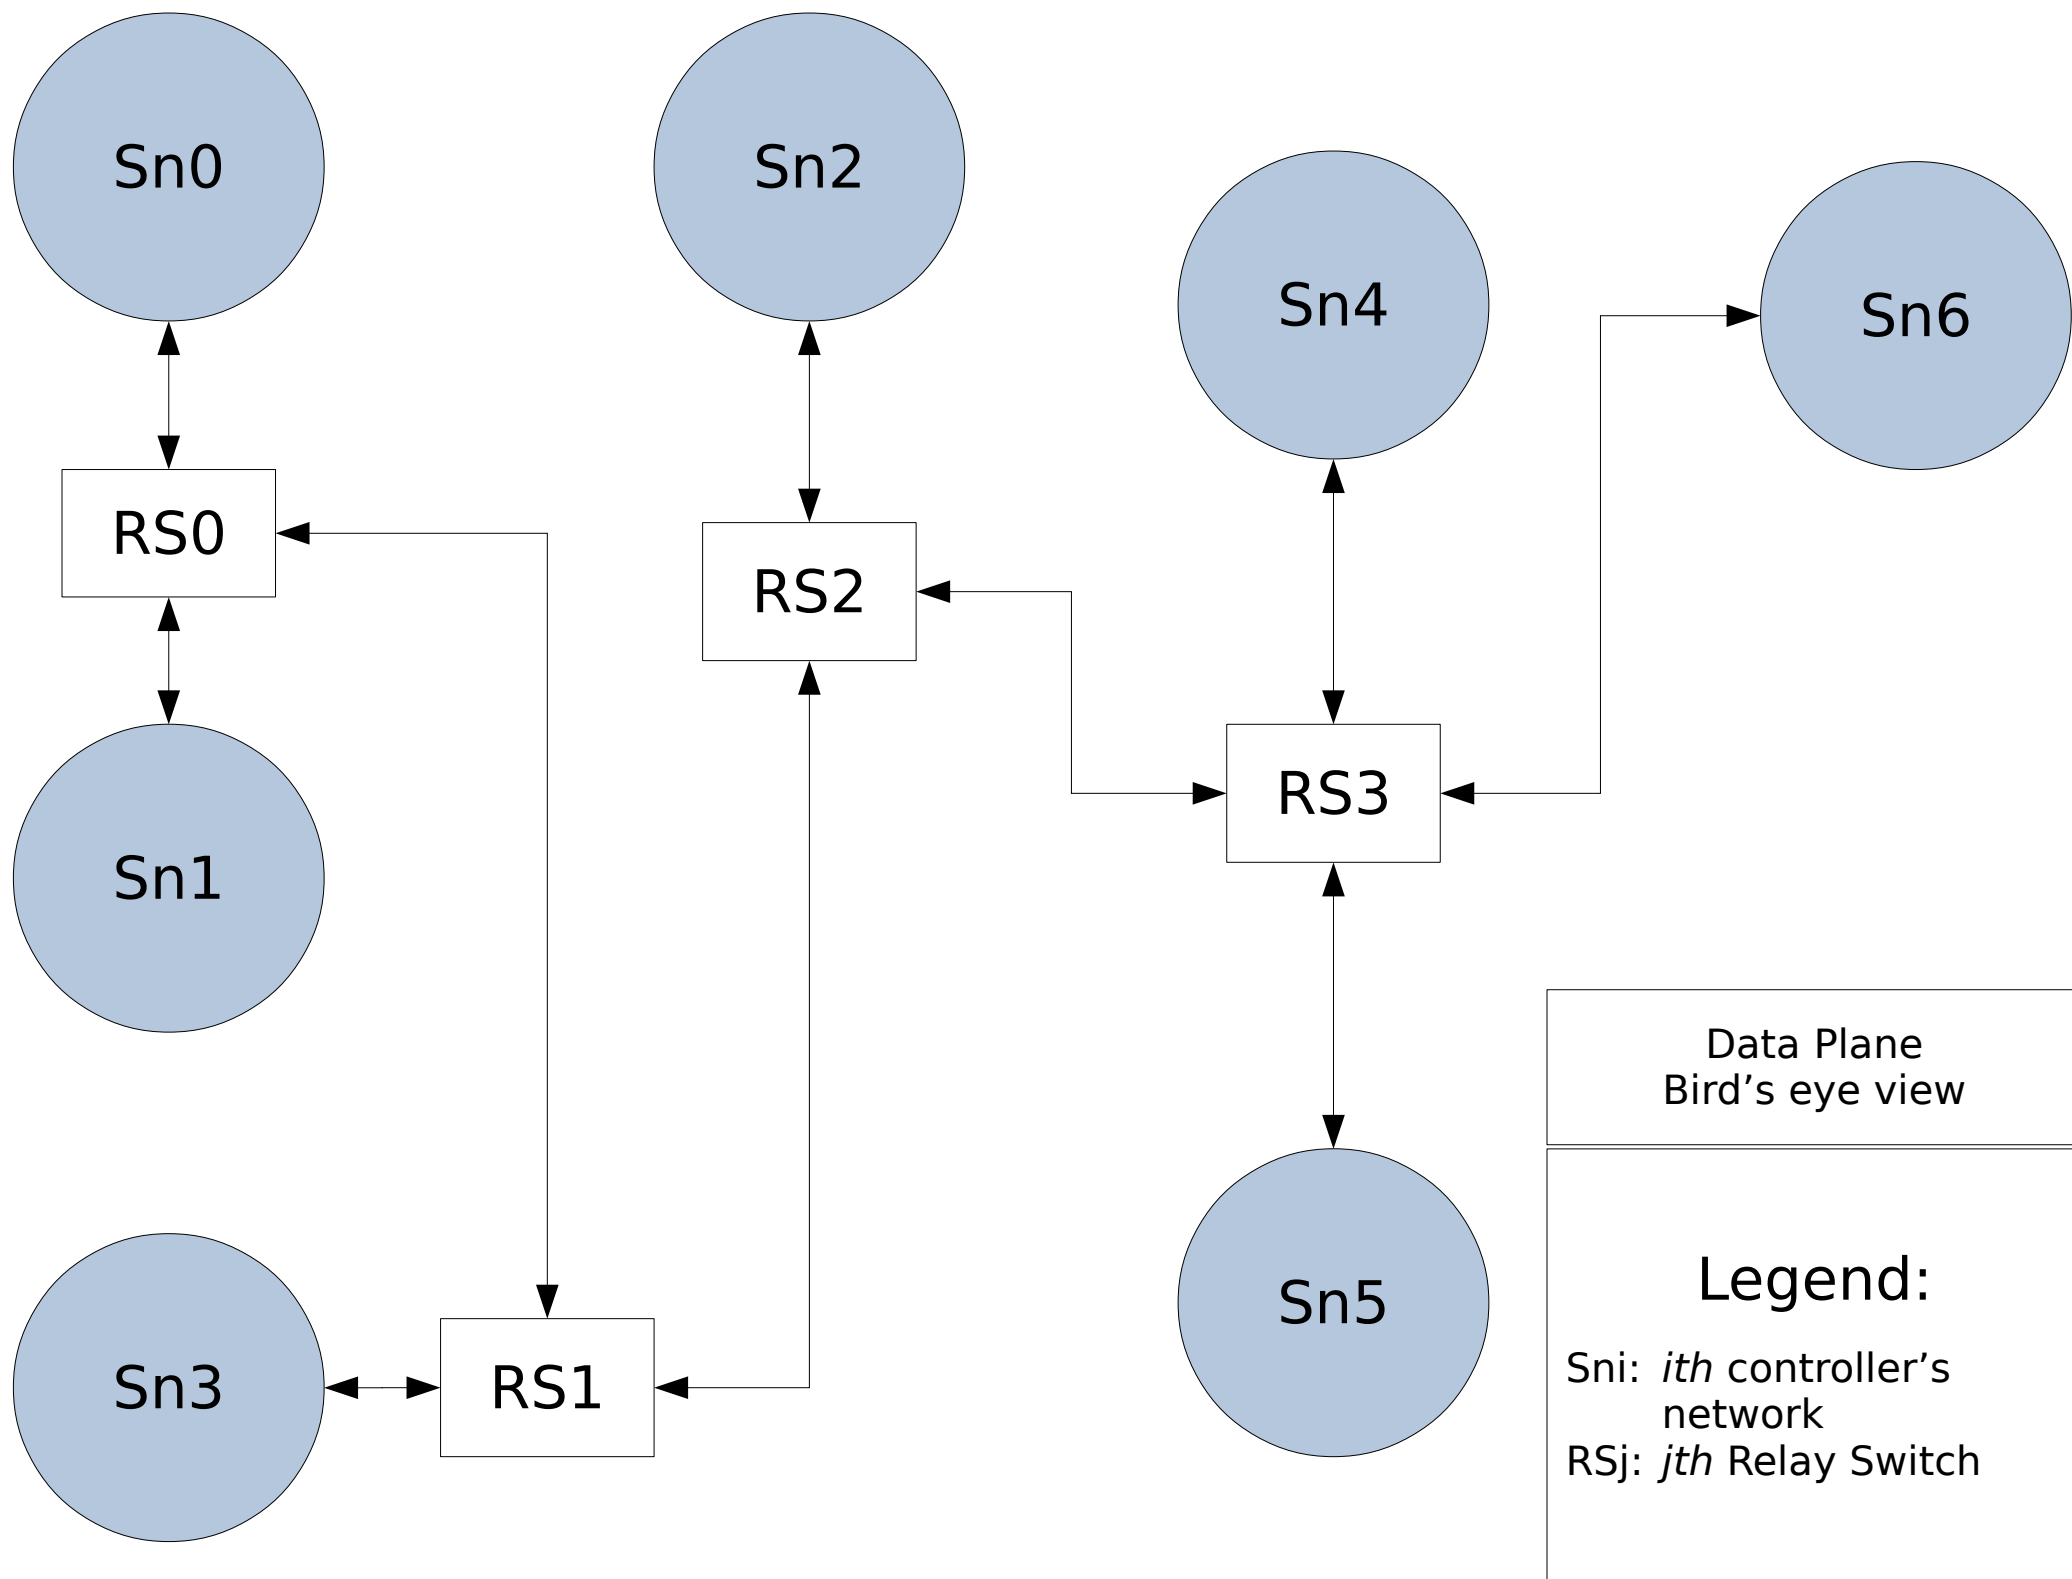 Sn0
Sn2
Sn4
Sn6
RS0
RS2
RS3
Sn1
Data Plane
Bird’s eye view
Legend:
Sn5
Sni: ith controller’s
network
Sn3
RS1
RSj: jth Relay Switch